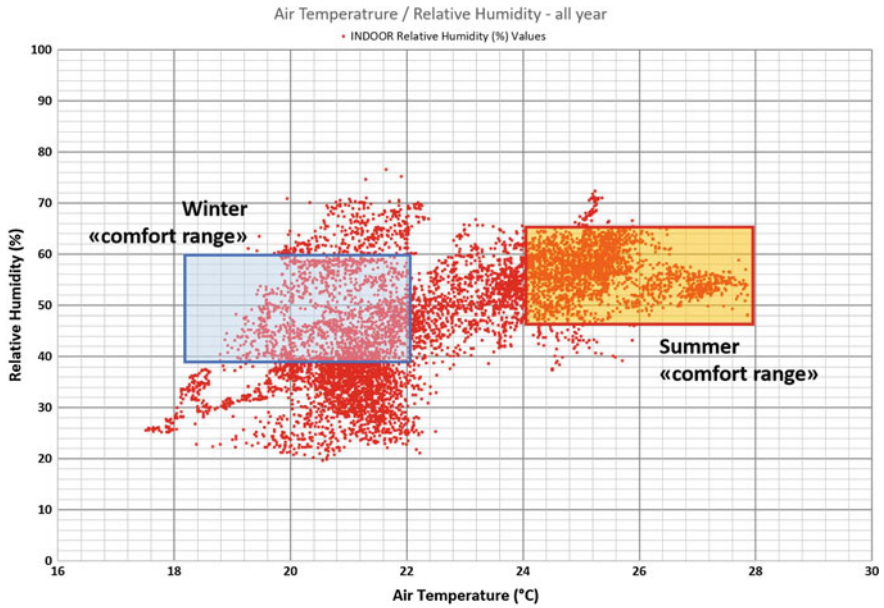 Air Temperatrure / Relative Humidity - all year
INDOOR Relative Humidity (%) Values
100
90
80
70
60
50
40
30
20
10
0
Relative Humidity (%)
Winter
«comfort range»
Summer
«comfort range»
16 18 20 22 24 26 28 30
Air Temperature (°C)